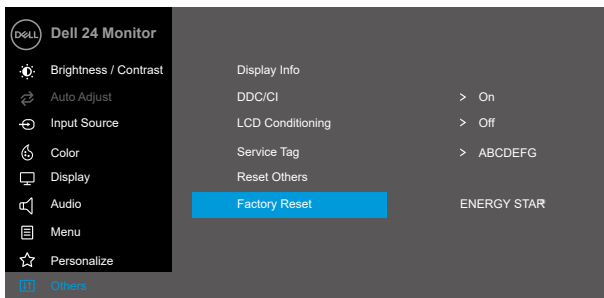 DELL Dell 24 Monitor
Brightness / Contrast Display Info
Auto Adjust DDC/CI > On
Input Source LCD Conditioning > Off
Color Service Tag > ABCDEFG
Display Reset Others
Audio Factory Reset ENERGY STAR®
Menu
Personalize
Others